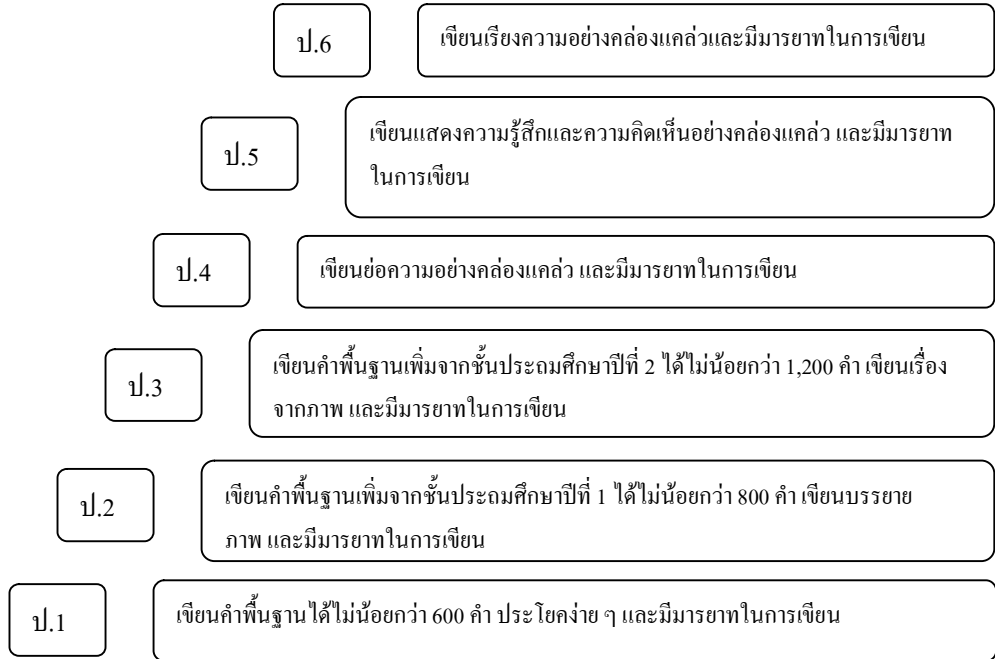 ป.6
เขียนเรียงความอย่างคล่องแคล่วและมีมารยาทในการเขียน
ป.5
เขียนแสดงความรู้สึกและความคิดเห็นอย่างคล่องแคล่ว และมีมารยาท
ในการเขียน
ป.4
เขียนย่อความอย่างคล่องแคล่ว และมีมารยาทในการเขียน
ป.3
เขียนคำพื้นฐานเพิ่มจากชั้นประถมศึกษาปีที่ 2 ได้ไม่น้อยกว่า 1,200 คำ เขียนเรื่อง
จากภาพ และมีมารยาทในการเขียน
ป.2
เขียนคำพื้นฐานเพิ่มจากชั้นประถมศึกษาปีที่ 1 ได้ไม่น้อยกว่า 800 คำ เขียนบรรยาย
ภาพ และมีมารยาทในการเขียน
ป.1
เขียนคำพื้นฐานได้ไม่น้อยกว่า 600 คำ ประโยคง่าย ๆ และมีมารยาทในการเขียน